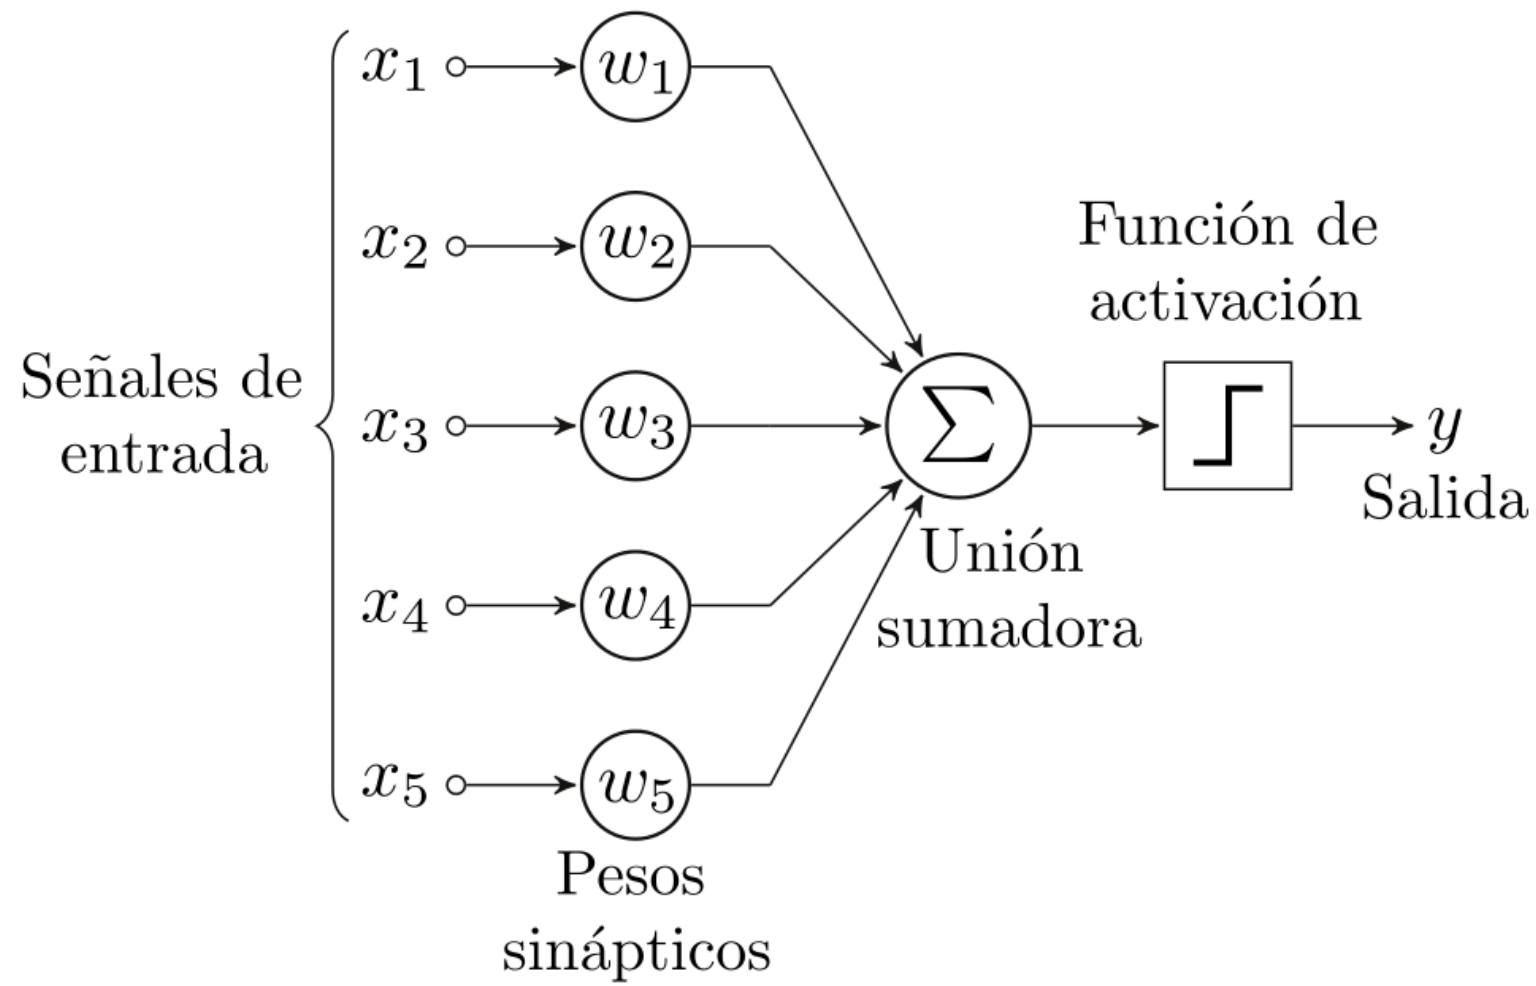 x₁ w₁
x₂ w₂
Función de
activación
Señales de
entrada
x₃ w₃ Σ y
Salida
Unión
sumadora
x₄ w₄
x₅ w₅
Pesos
sinápticos